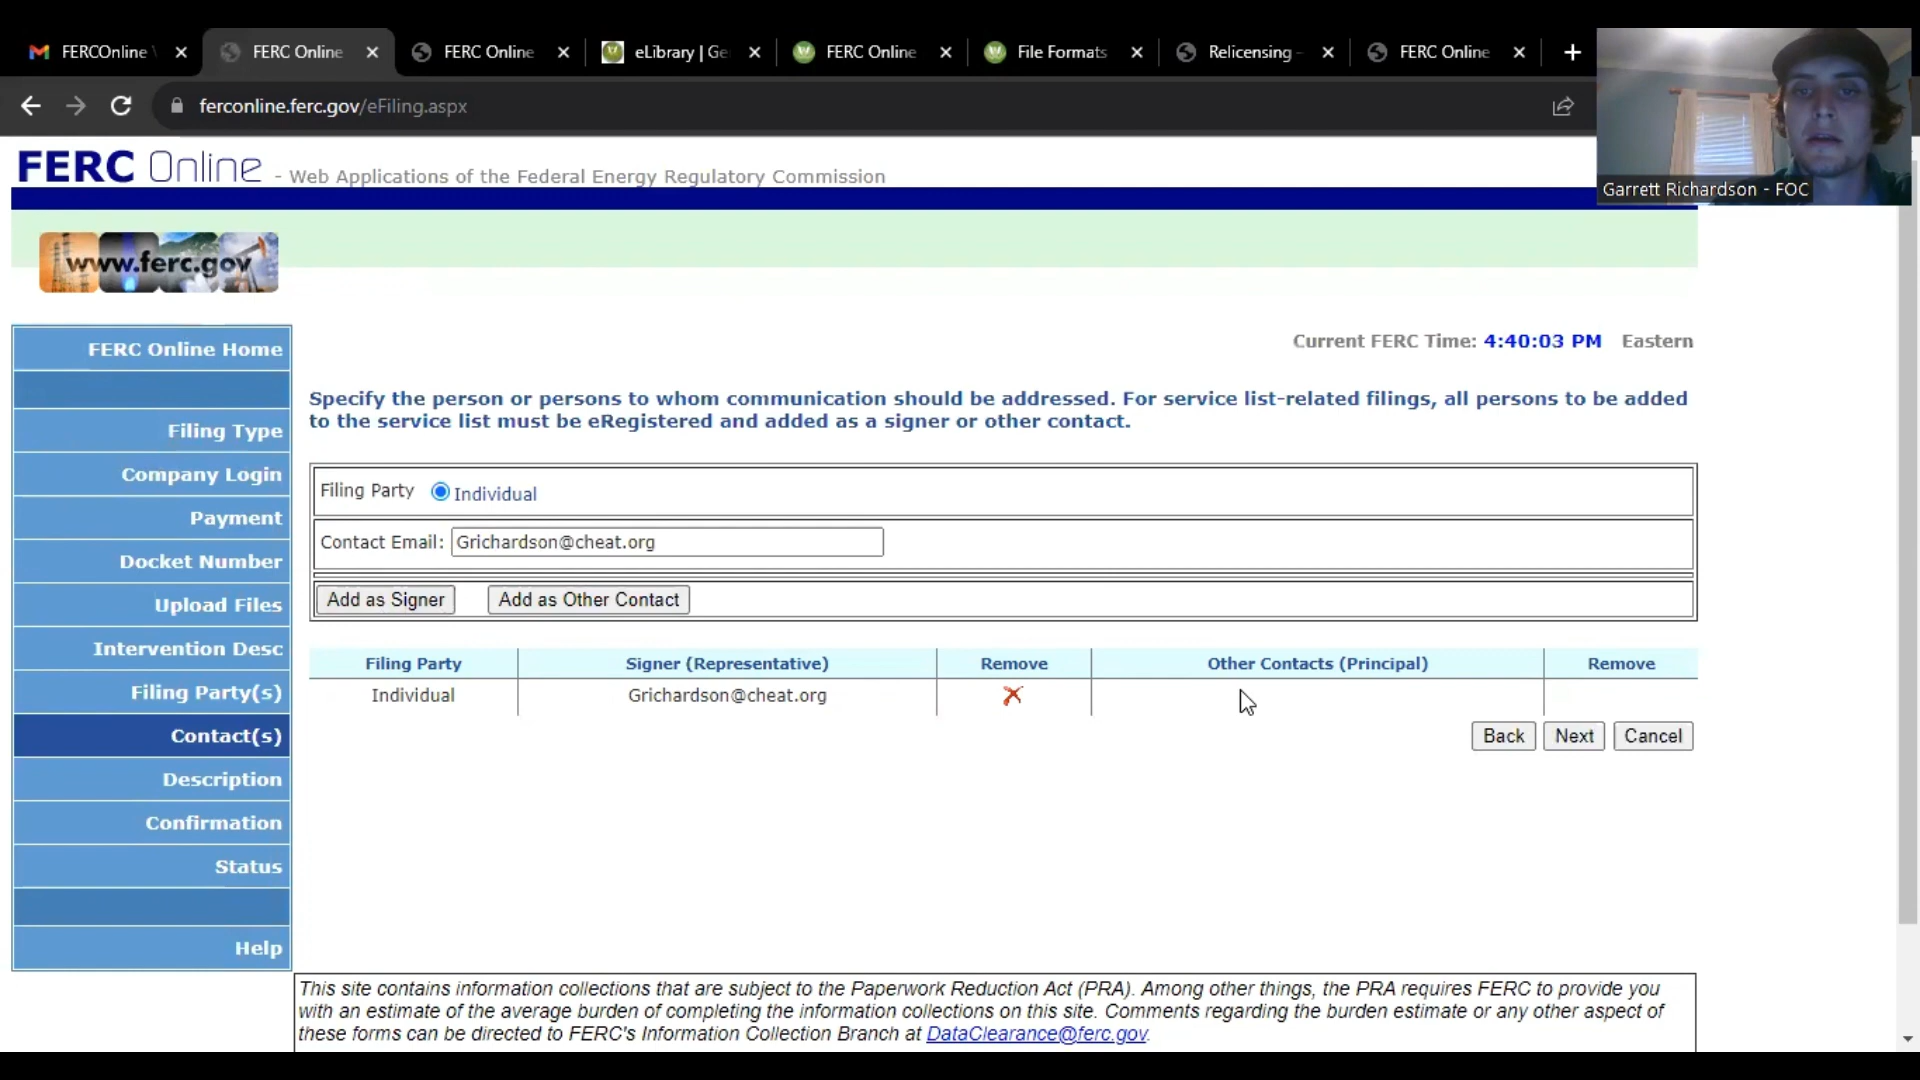 FERCOnline \
FERC Online
FERC Online
eLibrary | Ge
FERC Online
File Formats
Relicensing -
FERC Online
ferconline.ferc.gov/eFiling.aspx
Garrett Richardson - FOC
FERC Online - Web Applications of the Federal Energy Regulatory Commission
www.ferc.gov
Current FERC Time: 4:40:03 PM Eastern
FERC Online Home
Filing Type
Company Login
Payment
Docket Number
Upload Files
Intervention Desc
Filing Party(s)
Contact(s)
Description
Confirmation
Status
Help
Specify the person or persons to whom communication should be addressed. For service list-related filings, all persons to be added
to the service list must be eRegistered and added as a signer or other contact.
Filing Party Individual
Contact Email: Grichardson@cheat.org
Add as Signer Add as Other Contact
Filing Party Signer (Representative) Remove Other Contacts (Principal) Remove
Individual Grichardson@cheat.org
Back Next Cancel
This site contains information collections that are subject to the Paperwork Reduction Act (PRA). Among other things, the PRA requires FERC to provide you
with an estimate of the average burden of completing the information collections on this site. Comments regarding the burden estimate or any other aspect of
these forms can be directed to FERC's Information Collection Branch at DataClearance@ferc.gov.